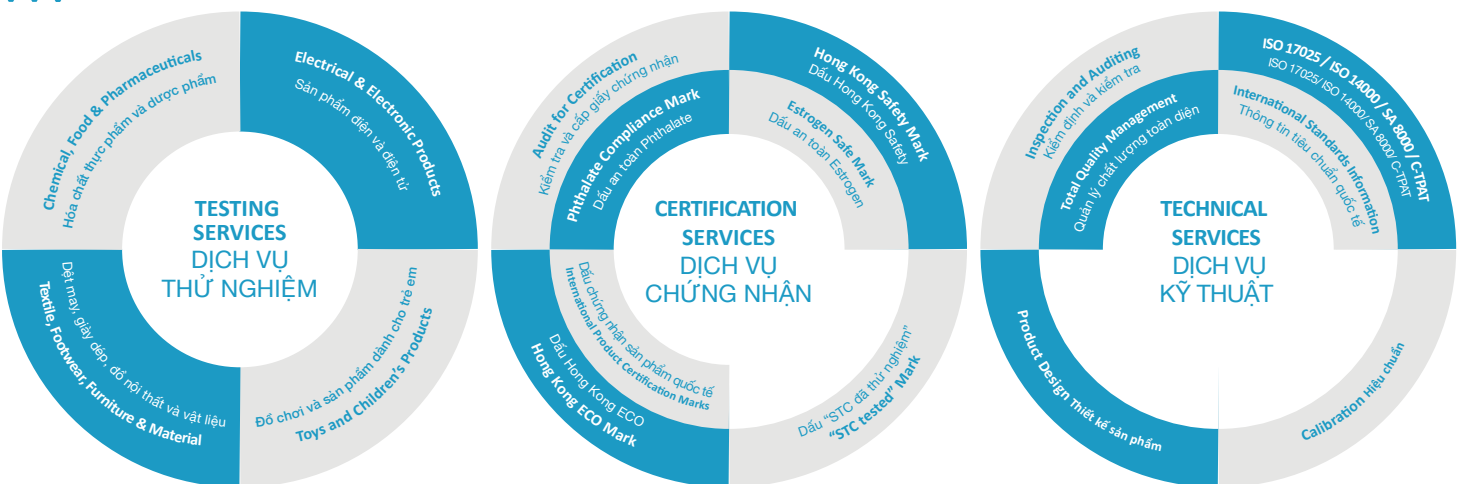 Chemical, Food & Pharmaceuticals
Hóa chất thực phẩm và dược phẩm
Electrical & Electronic Products
Sản phẩm điện và điện tử
TESTING
SERVICES
DỊCH VỤ
THỬ NGHIỆM
Dệt may, giày dép, đồ nội thất và vật liệu
Textile, Footwear, Furniture & Material
Đồ chơi và sản phẩm dành cho trẻ em
Toys and Children's Products
Audit for Certification
Kiểm tra và cấp giấy chứng nhận
Phthalate Compliance Mark
Dấu an toàn Phthalate
Hong Kong Safety Mark
Dấu Hong Kong Safety
Estrogen Safe Mark
Dấu an toàn Estrogen
CERTIFICATION
SERVICES
DỊCH VỤ
CHỨNG NHẬN
Dấu chứng nhận sản phẩm quốc tế
International Product Certification Marks
Dấu Hong Kong ECO
Hong Kong ECO Mark
Dấu "STC đã thử nghiệm"
"STC tested" Mark
Inspection and Auditing
Kiểm định và kiểm tra
Total Quality Management
Quản lý chất lượng toàn diện
ISO 17025 / ISO 14000 / SA 8000 / C-TPAT
ISO 17025/ ISO 14000/ SA 8000/ C-TPAT
International Standards Information
Thông tin tiêu chuẩn quốc tế
TECHNICAL
SERVICES
DỊCH VỤ
KỸ THUẬT
Product Design Thiết kế sản phẩm
Calibration Hiệu chuẩn